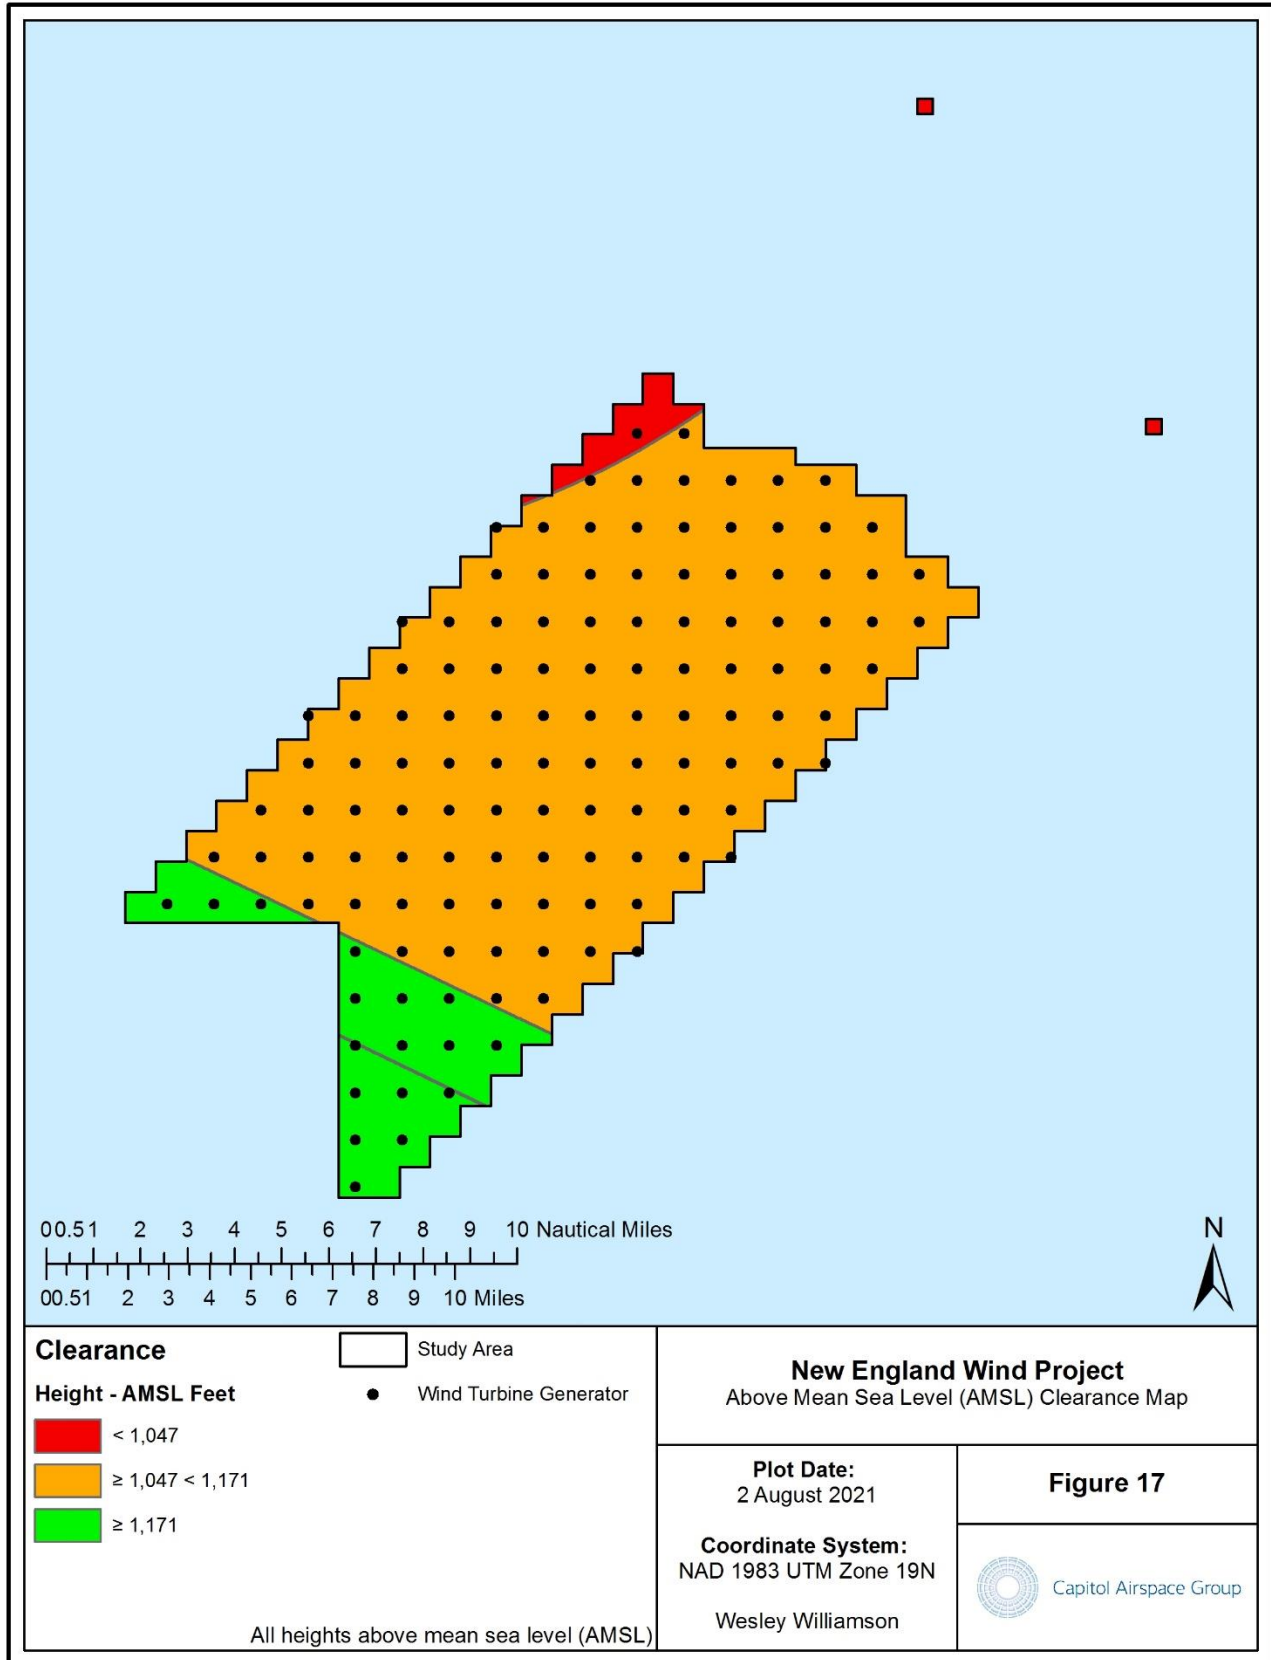 N
0 0.5 1 2 3 4 5 6 7 8 9 10 Nautical Miles
0 0.5 1 2 3 4 5 6 7 8 9 10 Miles
Clearance
Height - AMSL Feet
< 1,047
≥ 1,047 < 1,171
≥ 1,171
Study Area
Wind Turbine Generator
All heights above mean sea level (AMSL)
New England Wind Project
Above Mean Sea Level (AMSL) Clearance Map
Plot Date:
2 August 2021
Coordinate System:
NAD 1983 UTM Zone 19N
Wesley Williamson
Figure 17
Capitol Airspace Group